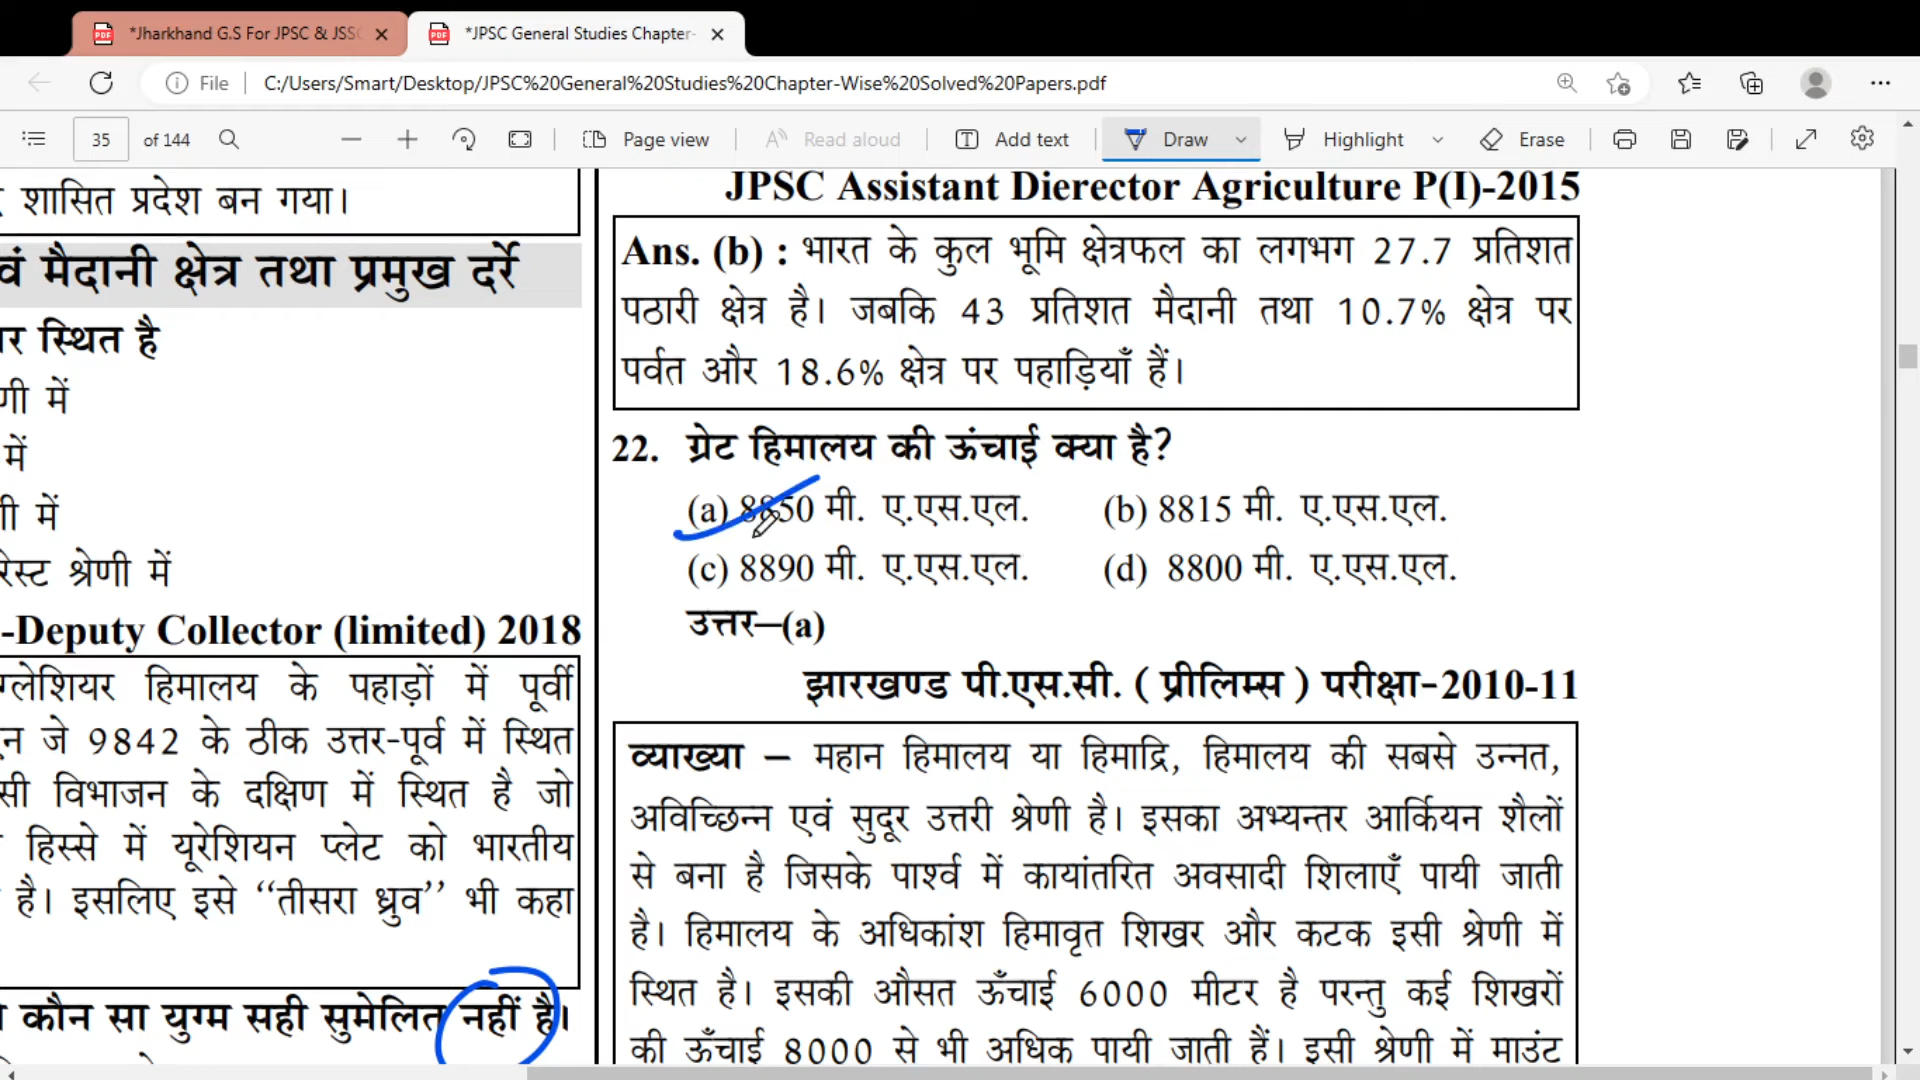 *Jharkhand G.S For JPSC & JSSC
*JPSC General Studies Chapter-
File
C:/Users/Smart/Desktop/JPSC%20General%20Studies%20Chapter-Wise%20Solved%20Papers.pdf
35 of 144
Page view
Read aloud
Add text
Draw
Highlight
Erase
शासित प्रदेश बन गया।
वं मैदानी क्षेत्र तथा प्रमुख दर्रे
र स्थित है
णी में
में
ी में
रेस्ट श्रेणी में
-Deputy Collector (limited) 2018
ग्लेशियर हिमालय के पहाड़ों में पूर्वी
न जे 9842 के ठीक उत्तर-पूर्व में स्थित
सी विभाजन के दक्षिण में स्थित है जो
हिस्से में यूरेशियन प्लेट को भारतीय
है। इसलिए इसे “तीसरा ध्रुव” भी कहा
कौन सा युग्म सही सुमेलित नहीं है।
JPSC Assistant Dierector Agriculture P(I)-2015
Ans. (b) : भारत के कुल भूमि क्षेत्रफल का लगभग 27.7 प्रतिशत
पठारी क्षेत्र है। जबकि 43 प्रतिशत मैदानी तथा 10.7% क्षेत्र पर
पर्वत और 18.6% क्षेत्र पर पहाड़ियाँ हैं।
22. ग्रेट हिमालय की ऊंचाई क्या है?
(a) 8850 मी. ए.एस.एल. (b) 8815 मी. ए.एस.एल.
(c) 8890 मी. ए.एस.एल. (d) 8800 मी. ए.एस.एल.
उत्तर–(a)
झारखण्ड पी.एस.सी. ( प्रीलिम्स ) परीक्षा-2010-11
व्याख्या – महान हिमालय या हिमाद्रि, हिमालय की सबसे उन्नत,
अविच्छिन्न एवं सुदूर उत्तरी श्रेणी है। इसका अभ्यन्तर आर्कियन शैलों
से बना है जिसके पार्श्व में कायांतरित अवसादी शिलाएँ पायी जाती
है। हिमालय के अधिकांश हिमावृत शिखर और कटक इसी श्रेणी में
स्थित है। इसकी औसत ऊँचाई 6000 मीटर है परन्तु कई शिखरों
की ऊँचाई 8000 से भी अधिक पायी जाती हैं। इसी श्रेणी में माउंट